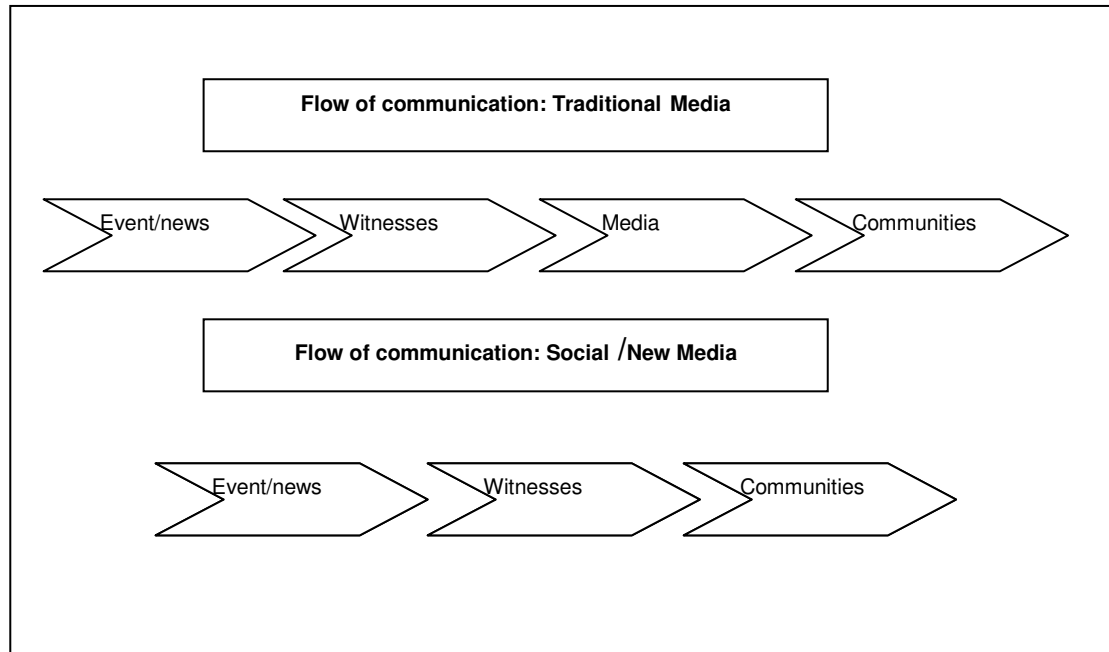 Flow of communication: Traditional Media
Event/news Witnesses Media Communities
Flow of communication: Social /New Media
Event/news Witnesses Communities